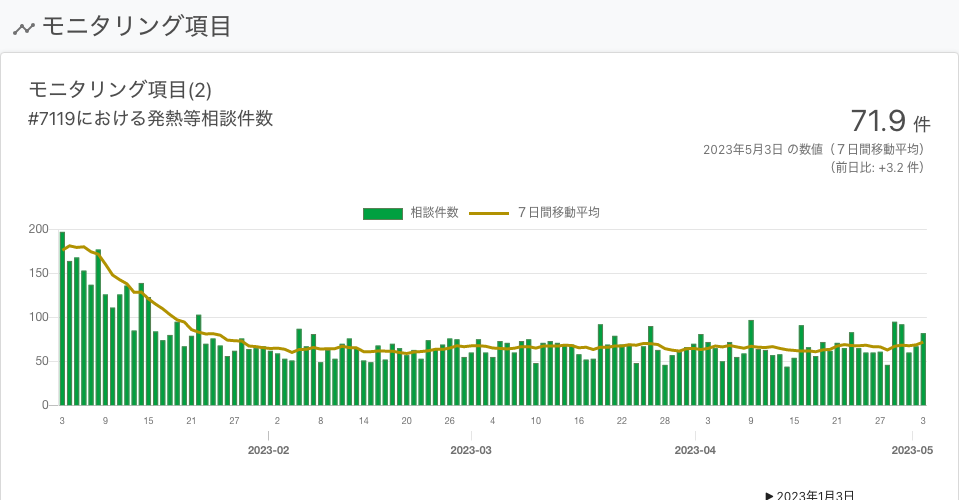 モニタリング項目
モニタリング項目(2)
#7119における発熱等相談件数
71.9 件
2023年5月3日 の数値（７日間移動平均）
（前日比: +3.2 件）
相談件数 ７日間移動平均
200
150
100
50
0
3 9 15 21 27 2 8 14 20 26 4 10 16 22 28 3 9 15 21 27 3
2023-02 2023-03 2023-04 2023-05
▶ 2023年1月3日